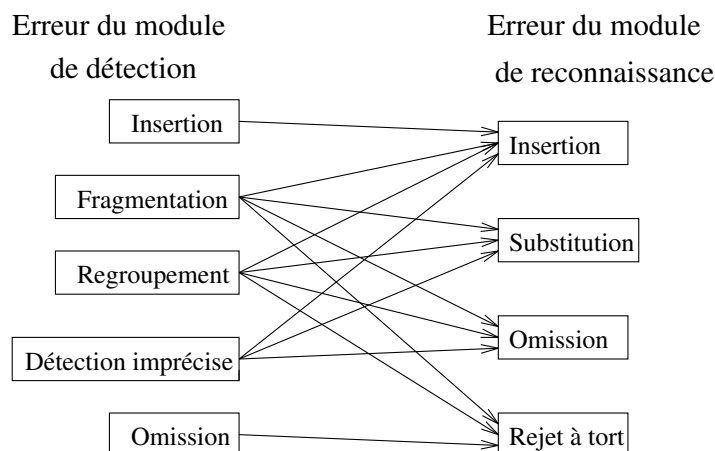 Erreur du module
de détection
Erreur du module
de reconnaissance
Insertion
Fragmentation
Regroupement
Détection imprécise
Omission
Insertion
Substitution
Omission
Rejet à tort